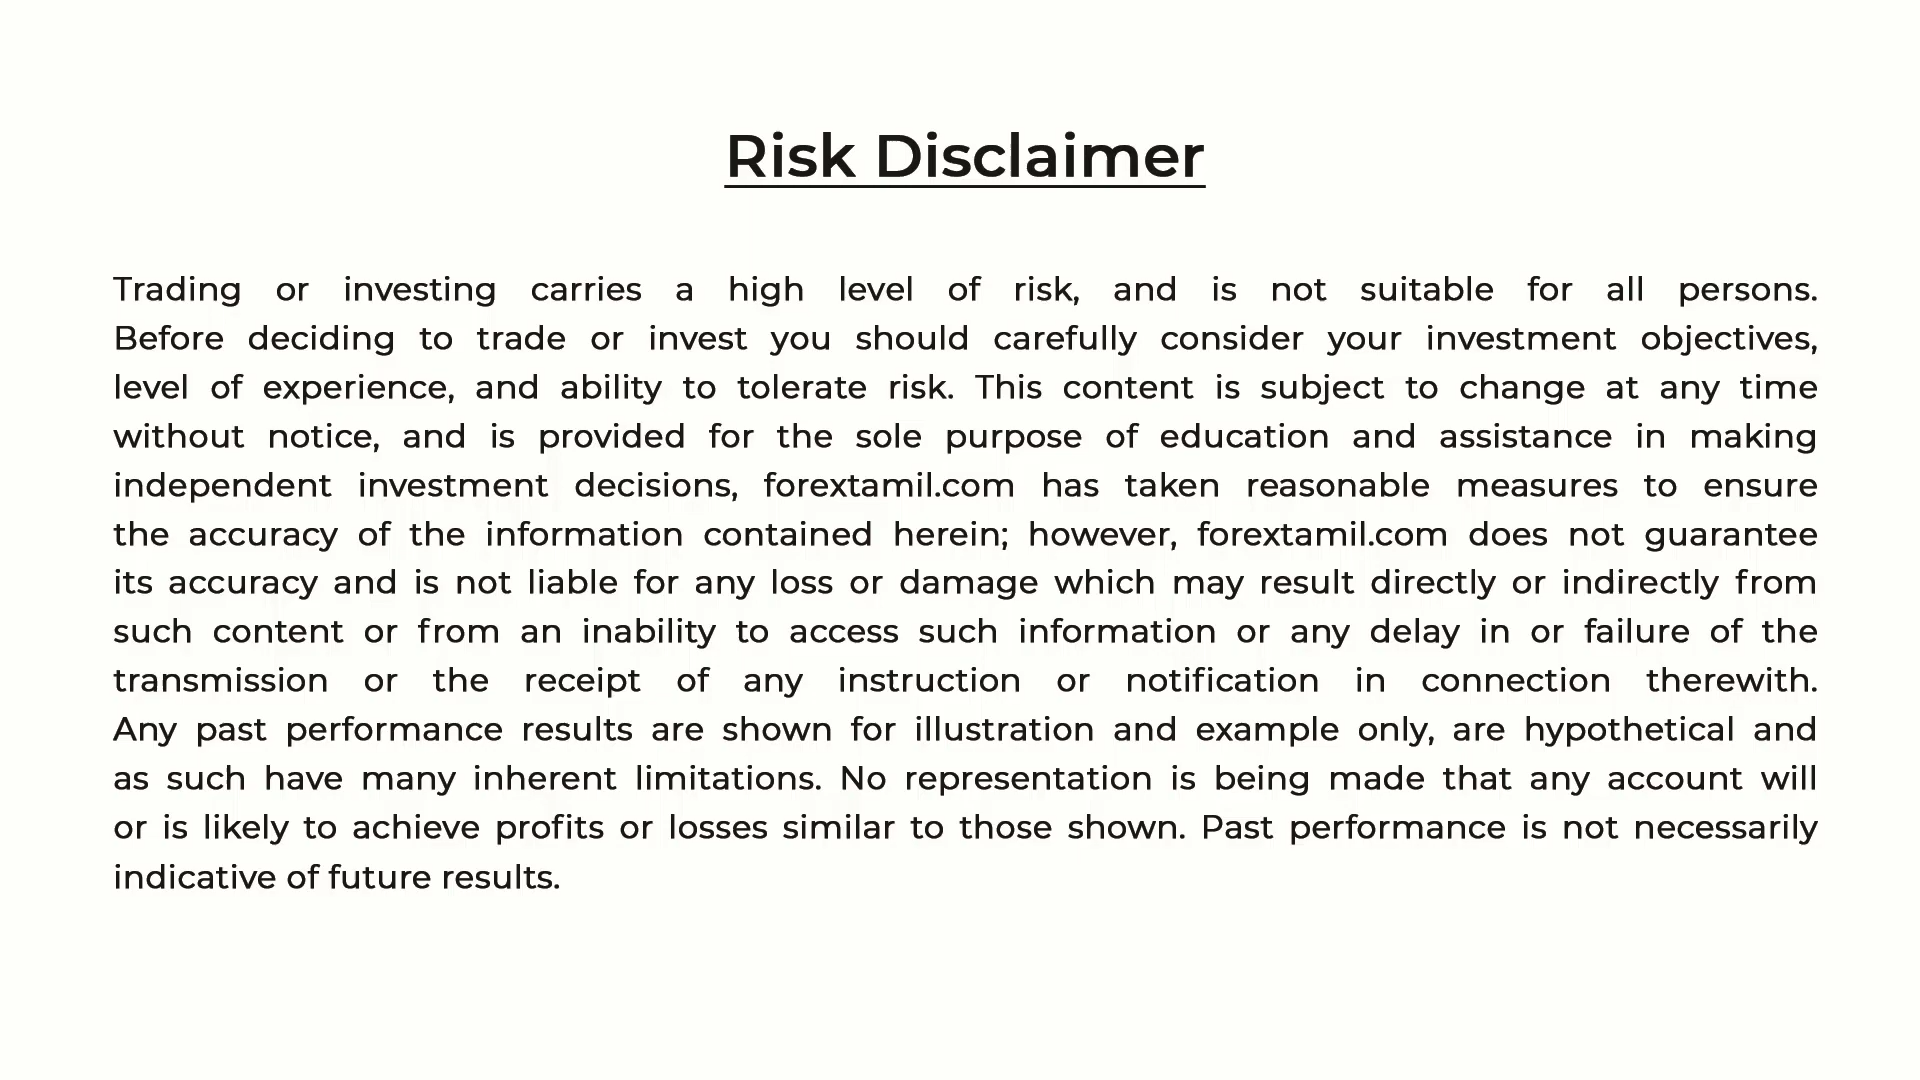 Risk Disclaimer
Trading or investing carries a high level of risk, and is not suitable for all persons.
Before deciding to trade or invest you should carefully consider your investment objectives,
level of experience, and ability to tolerate risk. This content is subject to change at any time
without notice, and is provided for the sole purpose of education and assistance in making
independent investment decisions, forextamil.com has taken reasonable measures to ensure
the accuracy of the information contained herein; however, forextamil.com does not guarantee
its accuracy and is not liable for any loss or damage which may result directly or indirectly from
such content or from an inability to access such information or any delay in or failure of the
transmission or the receipt of any instruction or notification in connection therewith.
Any past performance results are shown for illustration and example only, are hypothetical and
as such have many inherent limitations. No representation is being made that any account will
or is likely to achieve profits or losses similar to those shown. Past performance is not necessarily
indicative of future results.